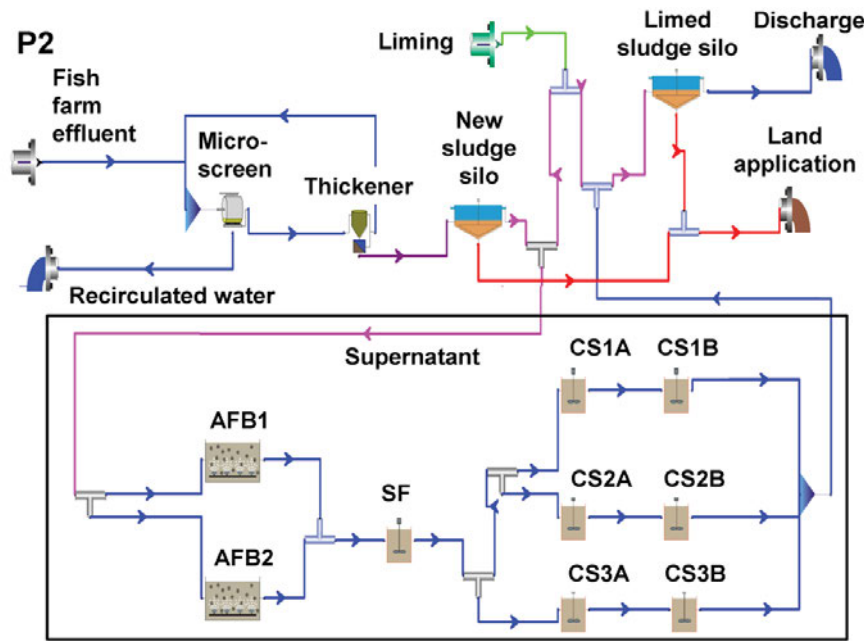 P2
Fish
farm
effluent
Micro-
screen
Thickener
Recirculated water
Liming
New
sludge
silo
Limed
sludge silo
Discharge
Land
application
Supernatant
AFB1
AFB2
SF
CS1A
CS1B
CS2A
CS2B
CS3A
CS3B